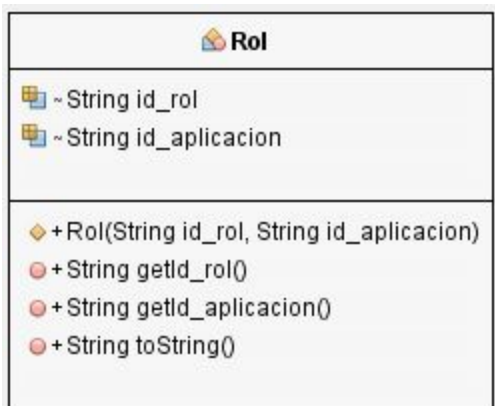 Rol
~ String id_rol
~ String id_aplicacion
+ Rol(String id_rol, String id_aplicacion)
+ String getId_rol()
+ String getId_aplicacion()
+ String toString()